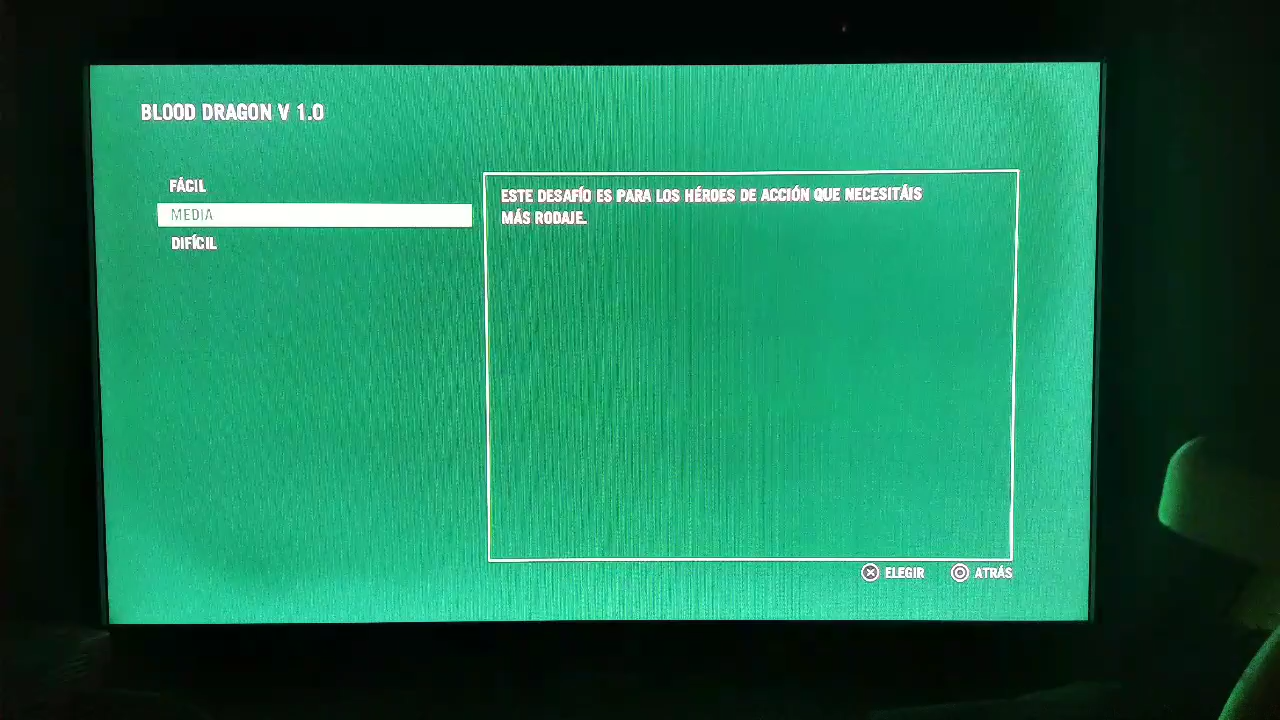 BLOOD DRAGON V 1.0
FÁCIL
MEDIA
DIFÍCIL
ESTE DESAFÍO ES PARA LOS HÉROES DE ACCIÓN QUE NECESITÁIS
MÁS RODAJE.
ELEGIR ATRÁS